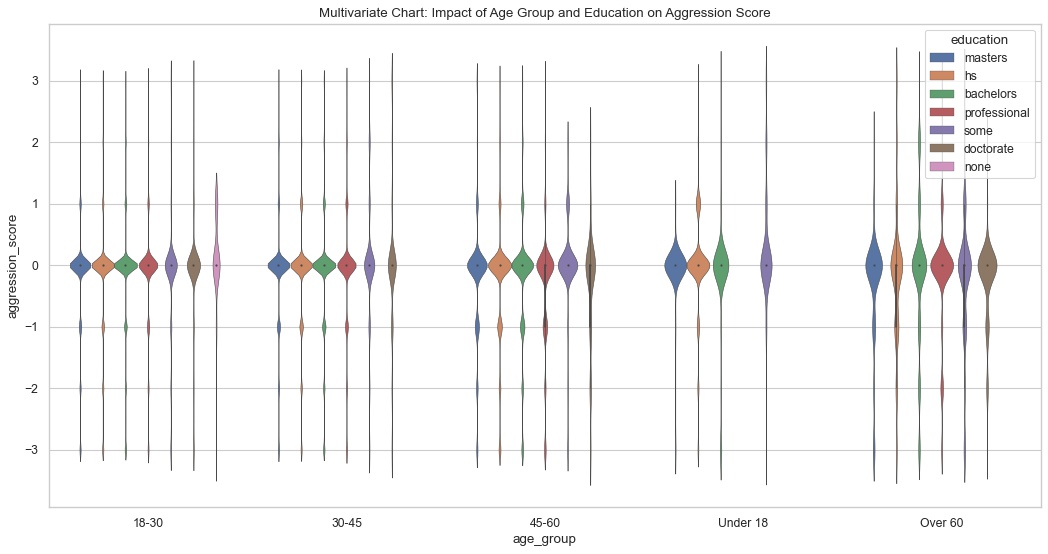 Multivariate Chart: Impact of Age Group and Education on Aggression Score
education
masters
hs
bachelors
professional
some
doctorate
none
aggression_score
3
2
1
0
−1
−2
−3
18-30
30-45
45-60
Under 18
Over 60
age_group